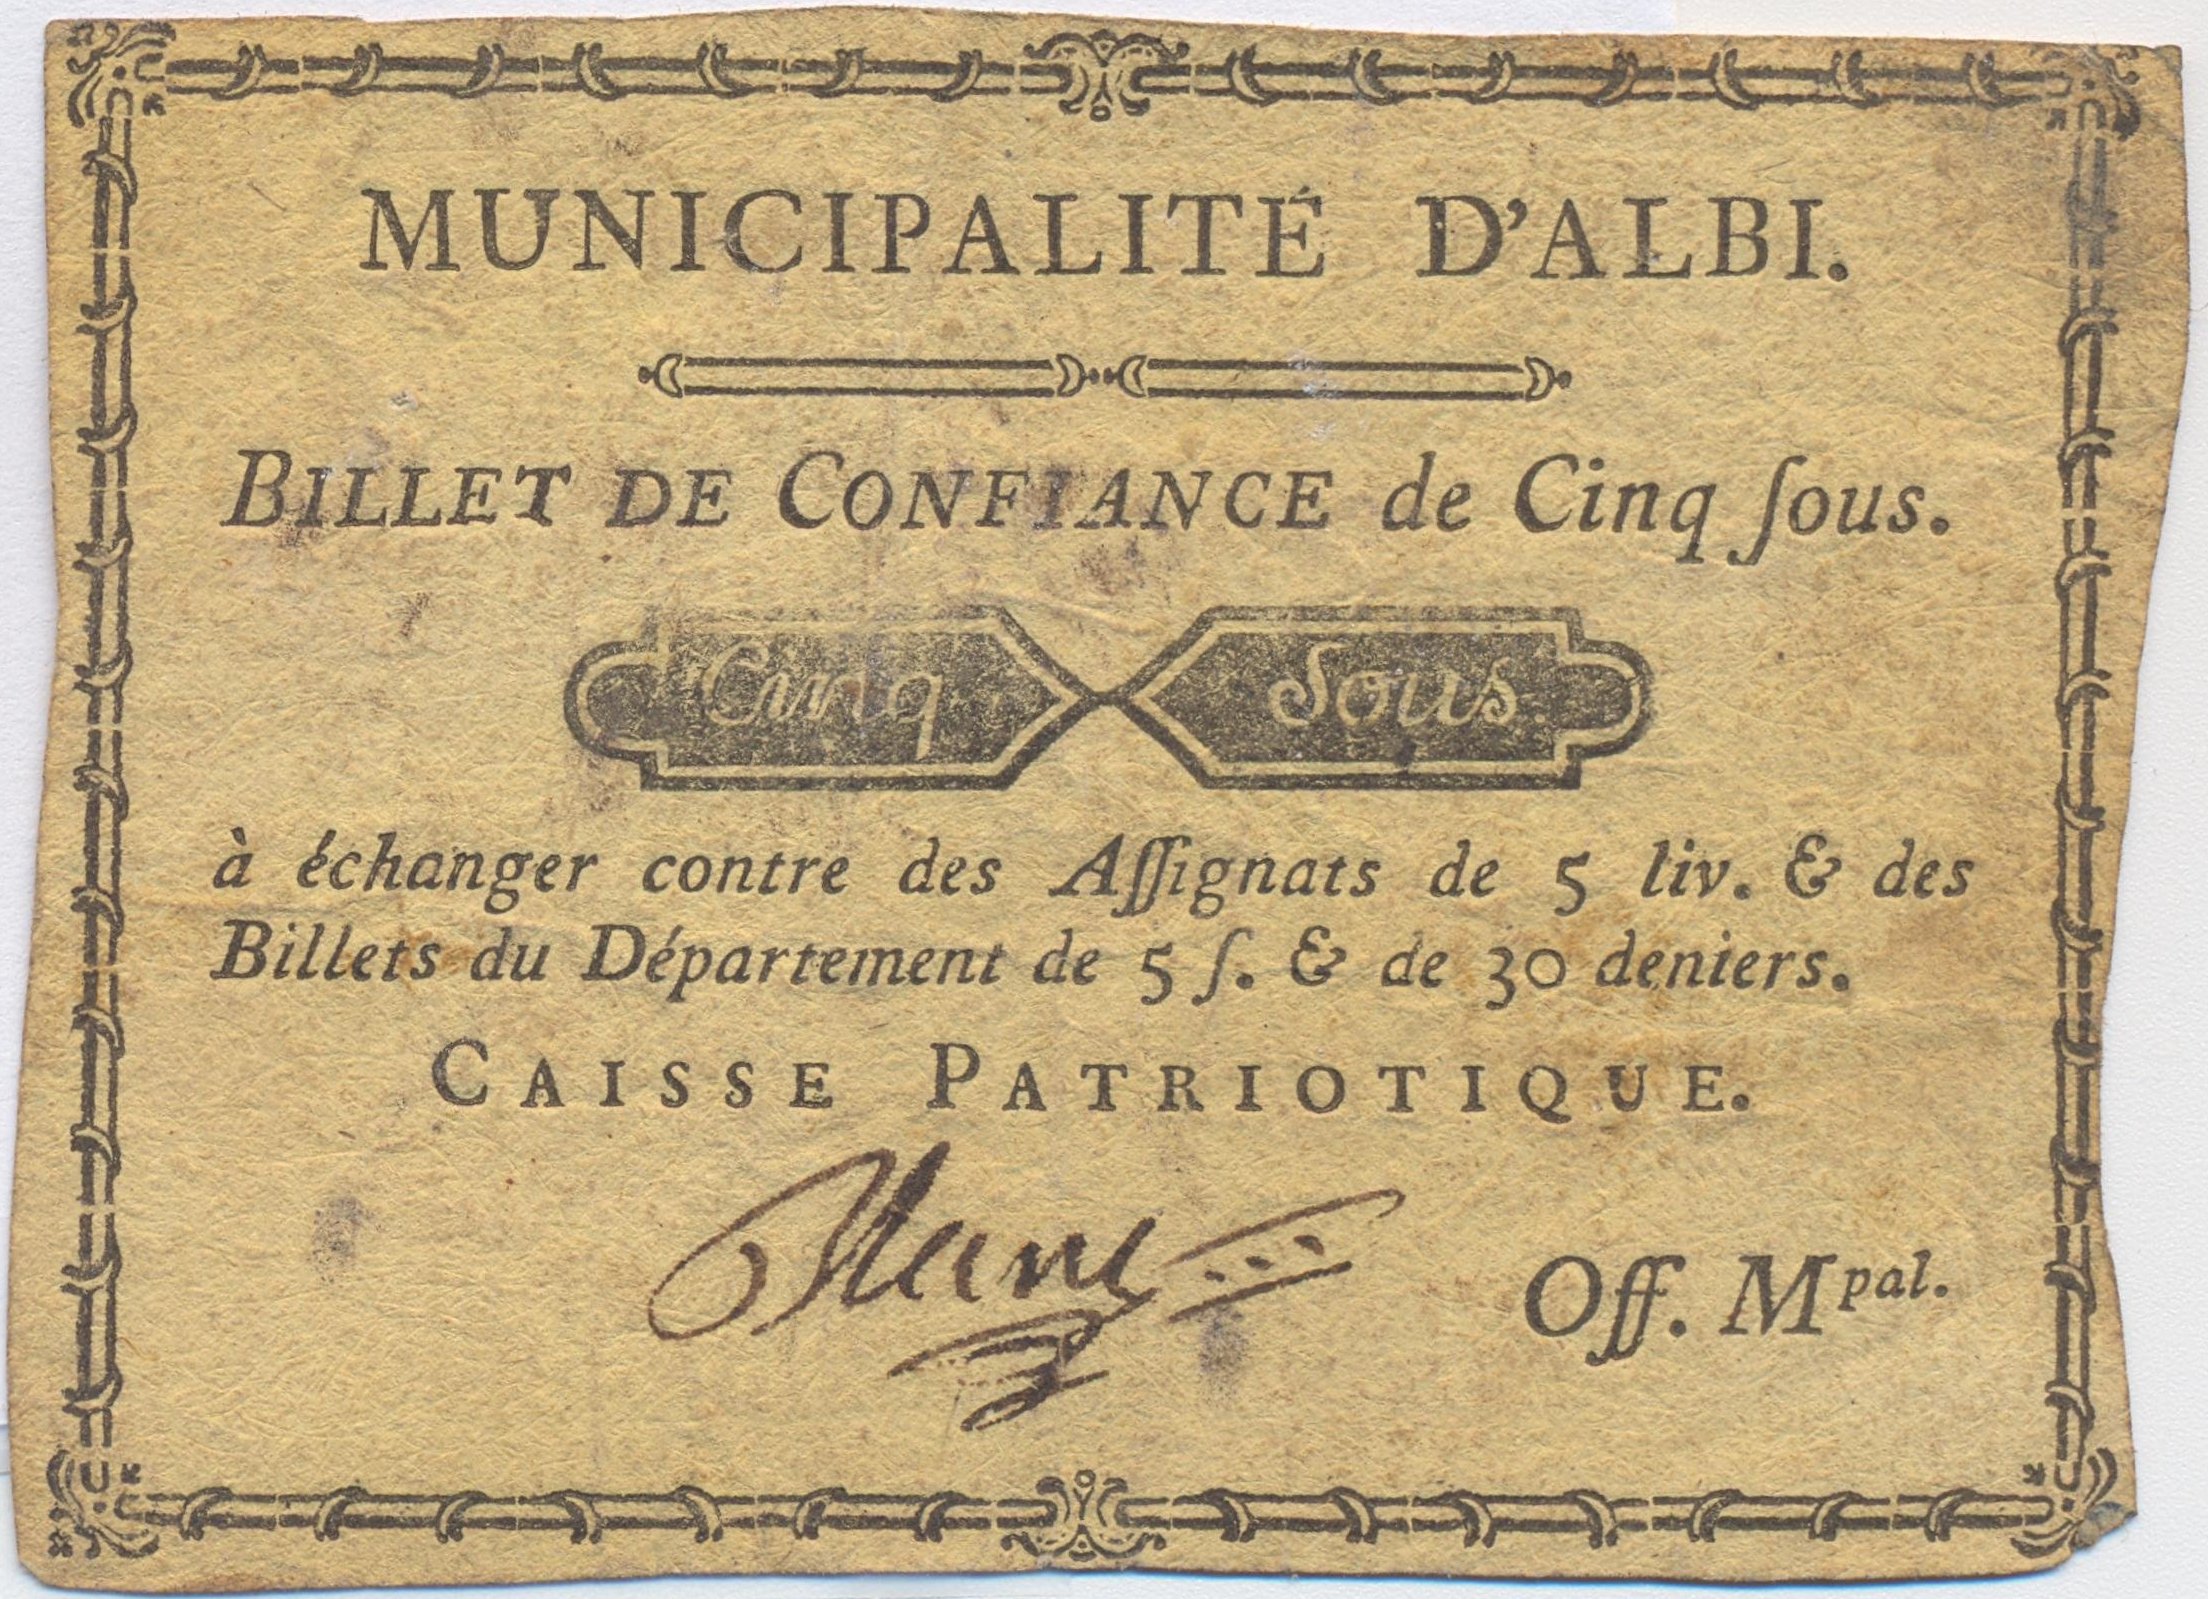 MUNICIPALITÉ D'ALBI.
BILLET DE CONFIANCE de Cinq ſous.
Cinq Sous.
à échanger contre des Aſſignats de 5 liv. & des
Billets du Département de 5 ſ. & de 30 deniers.
CAISSE PATRIOTIQUE.
Off. Mpal.